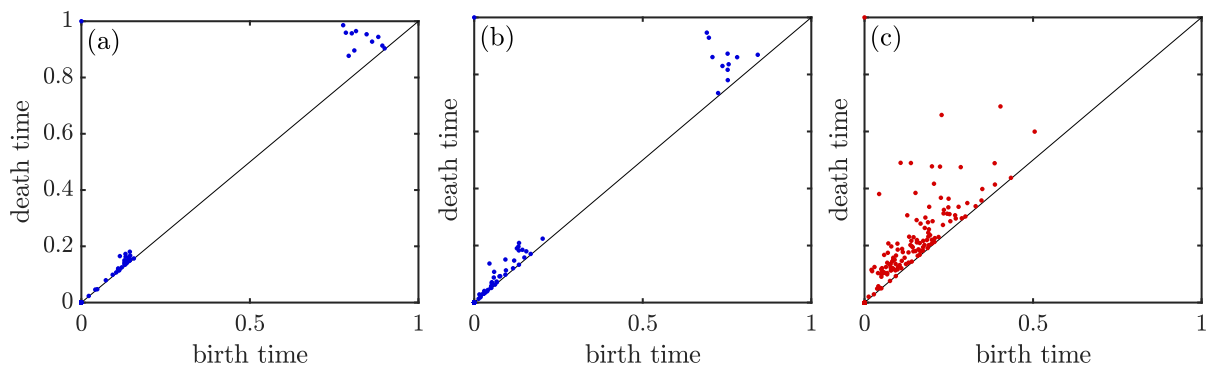 (a)
1
0.8
0.6
0.4
0.2
0
death time
0 0.5 1
birth time
(b)
death time
0 0.5 1
birth time
(c)
death time
0 0.5 1
birth time